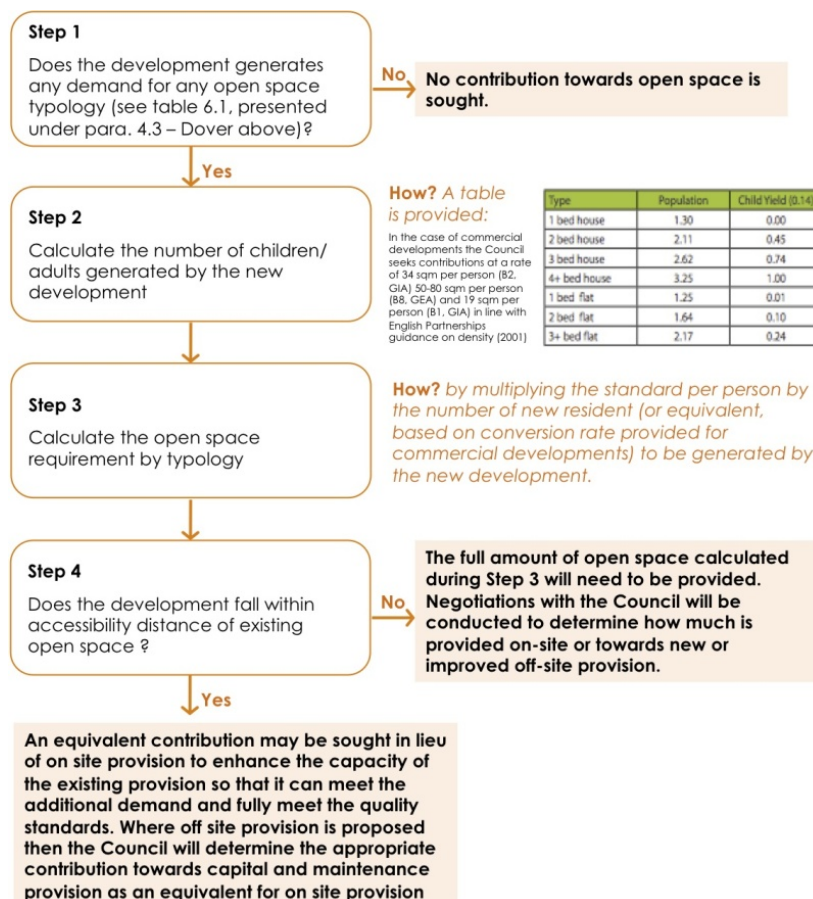 Step 1
Does the development generates
any demand for any open space
typology (see table 6.1, presented
under para. 4.3 – Dover above)?
No
No contribution towards open space is
sought.
Yes
Step 2
Calculate the number of children/
adults generated by the new
development
How? A table
is provided:
In the case of commercial
developments the Council
seeks contributions at a rate
of 34 sqm per person (B2,
GIA) 50-80 sqm per person
(B8, GEA) and 19 sqm per
person (B1, GIA) in line with
English Partnerships
guidance on density (2001)
Type Population Child Yield (0.14)
1 bed house 1.30 0.00
2 bed house 2.11 0.45
3 bed house 2.62 0.74
4+ bed house 3.25 1.00
1 bed flat 1.25 0.01
2 bed flat 1.64 0.10
3+ bed flat 2.17 0.24
Step 3
Calculate the open space
requirement by typology
How? by multiplying the standard per person by
the number of new resident (or equivalent,
based on conversion rate provided for
commercial developments) to be generated by
the new development.
Step 4
Does the development fall within
accessibility distance of existing
open space ?
No
The full amount of open space calculated
during Step 3 will need to be provided.
Negotiations with the Council will be
conducted to determine how much is
provided on-site or towards new or
improved off-site provision.
Yes
An equivalent contribution may be sought in lieu
of on site provision to enhance the capacity of
the existing provision so that it can meet the
additional demand and fully meet the quality
standards. Where off site provision is proposed
then the Council will determine the appropriate
contribution towards capital and maintenance
provision as an equivalent for on site provision